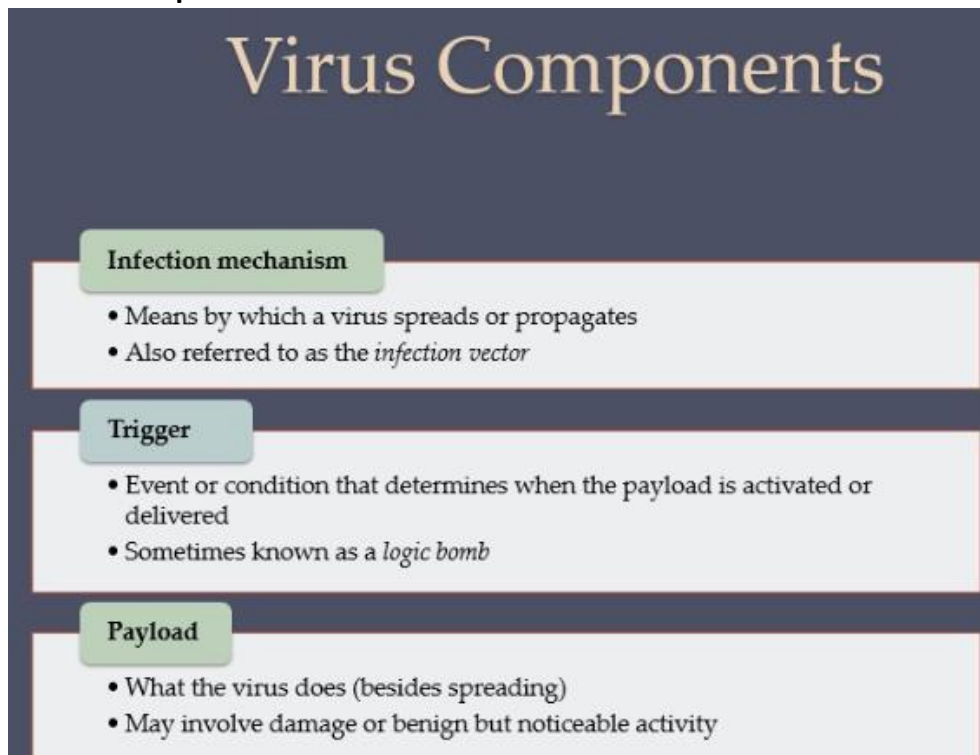 Virus Components
Infection mechanism
• Means by which a virus spreads or propagates
• Also referred to as the infection vector
Trigger
• Event or condition that determines when the payload is activated or
delivered
• Sometimes known as a logic bomb
Payload
• What the virus does (besides spreading)
• May involve damage or benign but noticeable activity